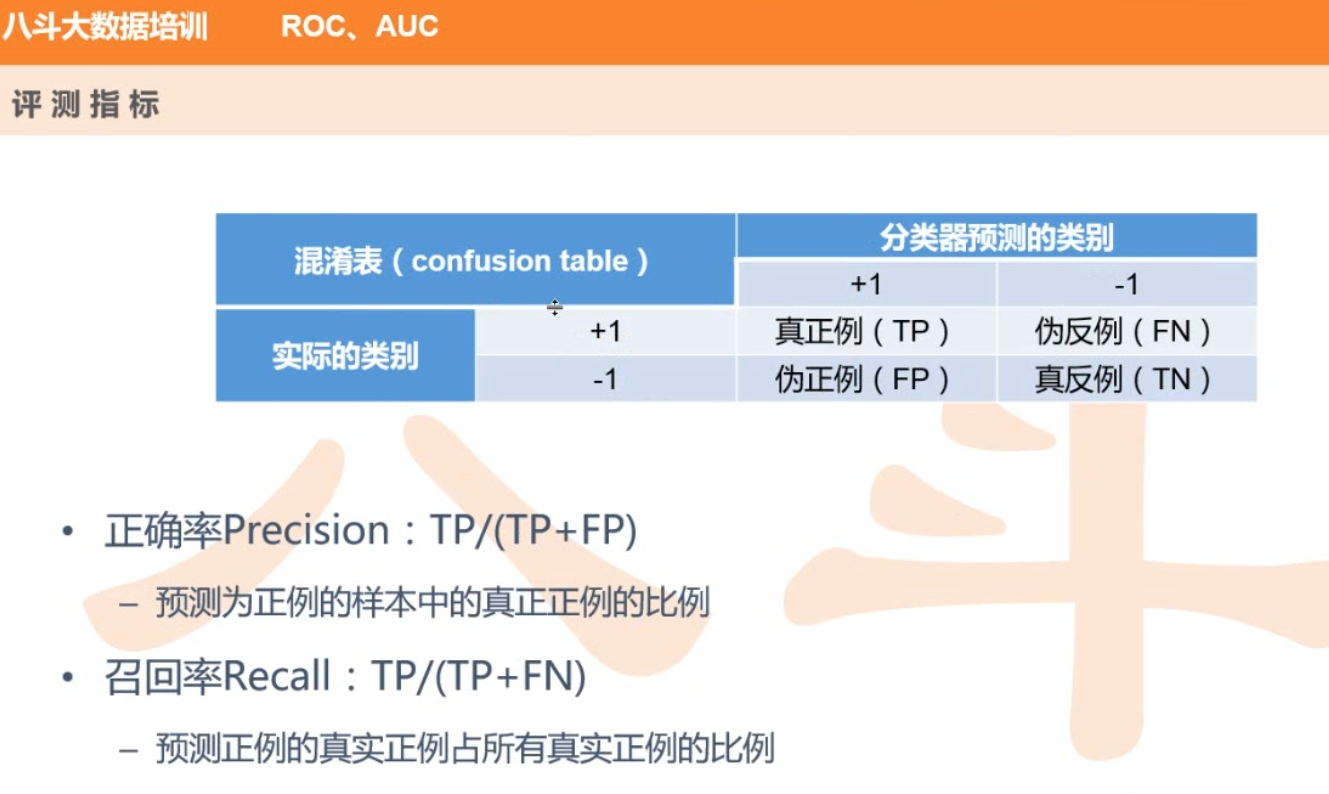 八斗大数据培训 ROC、AUC
评测指标
混淆表（confusion table） 分类器预测的类别
+1 -1
实际的类别 +1 真正例（TP） 伪反例（FN）
-1 伪正例（FP） 真反例（TN）
• 正确率Precision：TP/(TP+FP)
– 预测为正例的样本中的真正正例的比例
• 召回率Recall：TP/(TP+FN)
– 预测正例的真实正例占所有真实正例的比例
八斗